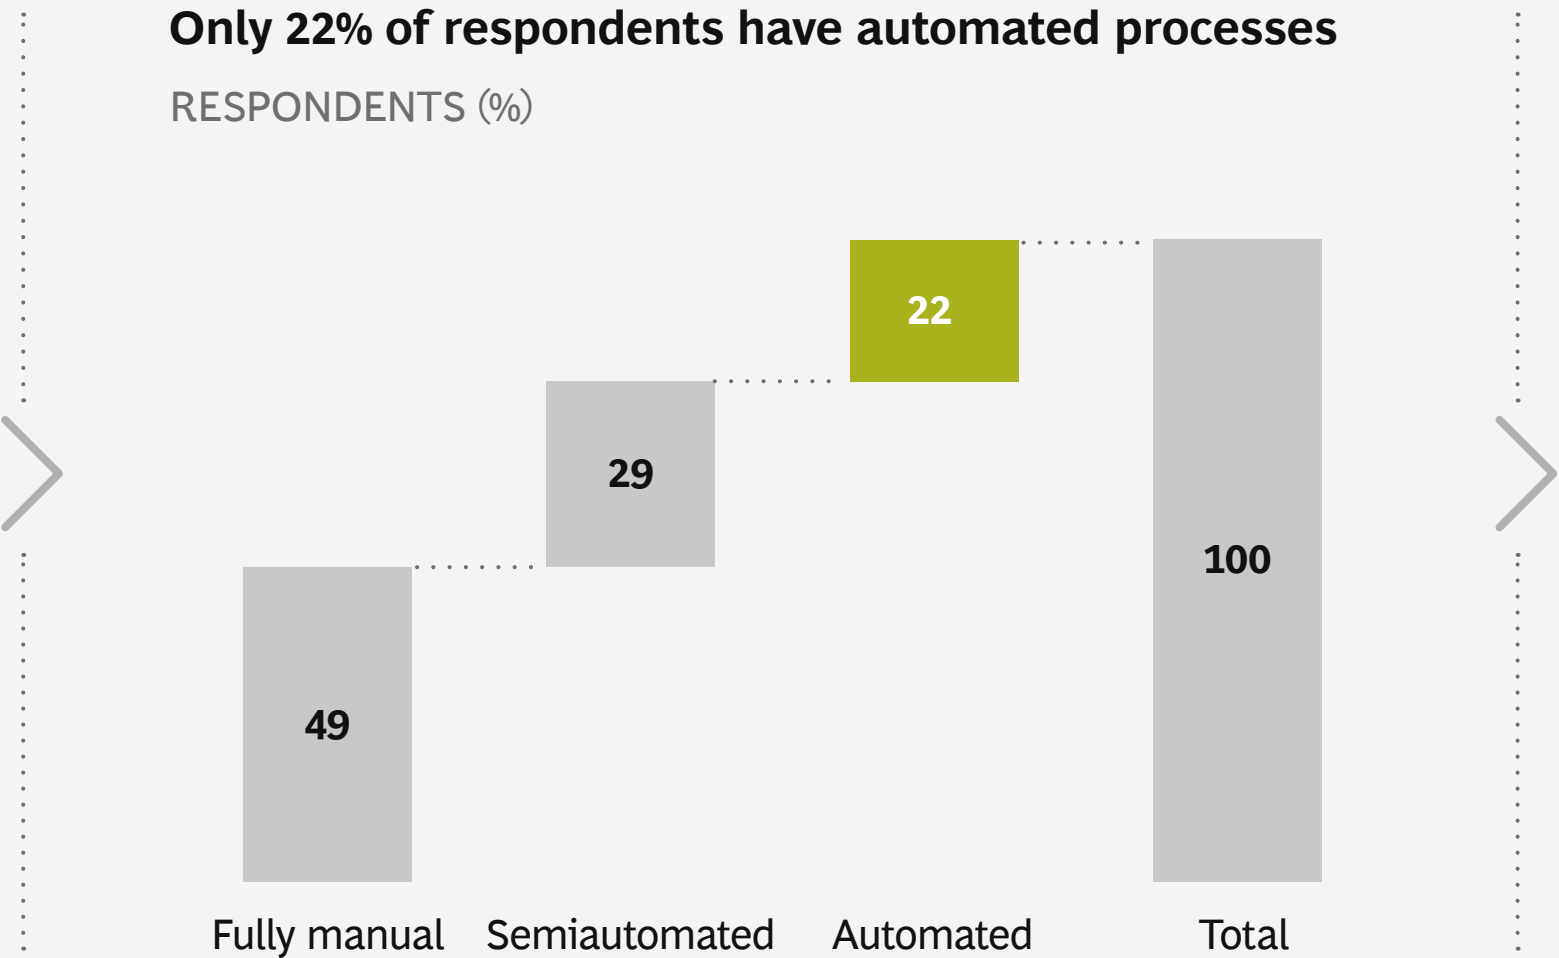 Only 22% of respondents have automated processes
RESPONDENTS (%)
22
29
100
49
Fully manual Semiautomated Automated Total